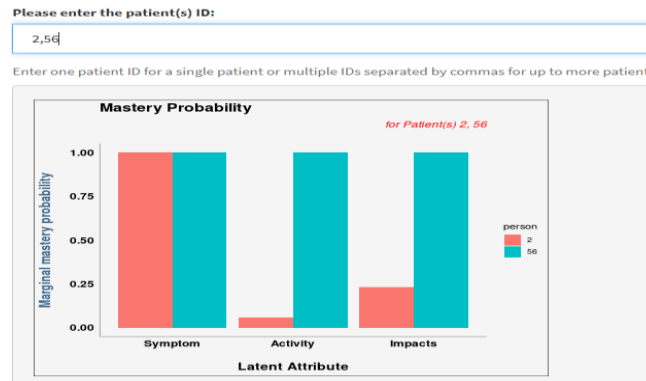 Please enter the patient(s) ID:
2,56
Enter one patient ID for a single patient or multiple IDs separated by commas for up to more patient
Mastery Probability
for Patient(s) 2, 56
1.00
0.75
0.50
0.25
0.00
Marginal mastery probability
person
2
56
Symptom Activity Impacts
Latent Attribute